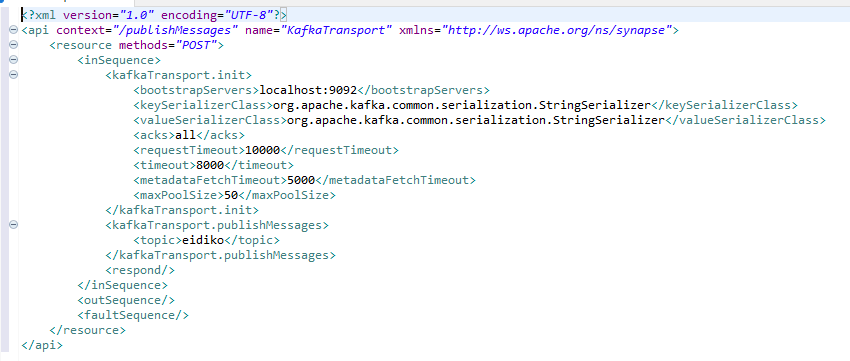 <?xml version="1.0" encoding="UTF-8"?>
<api context="/publishMessages" name="KafkaTransport" xmlns="http://ws.apache.org/ns/synapse">
<resource methods="POST">
<inSequence>
<kafkaTransport.init>
<bootstrapServers>localhost:9092</bootstrapServers>
<keySerializerClass>org.apache.kafka.common.serialization.StringSerializer</keySerializerClass>
<valueSerializerClass>org.apache.kafka.common.serialization.StringSerializer</valueSerializerClass>
<acks>all</acks>
<requestTimeout>10000</requestTimeout>
<timeout>8000</timeout>
<metadataFetchTimeout>5000</metadataFetchTimeout>
<maxPoolSize>50</maxPoolSize>
</kafkaTransport.init>
<kafkaTransport.publishMessages>
<topic>eidiko</topic>
</kafkaTransport.publishMessages>
<respond/>
</inSequence>
<outSequence/>
<faultSequence/>
</resource>
</api>